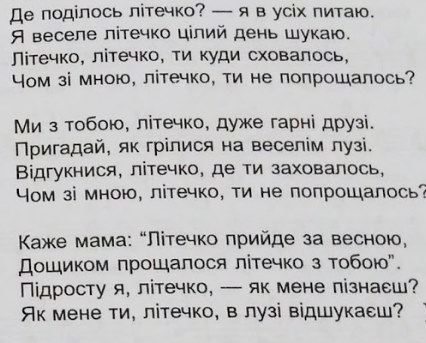 Де поділось літечко? — я в усіх питаю.
Я веселе літечко цілий день шукаю.
Літечко, літечко, ти куди сховалось,
Чом зі мною, літечко, ти не попрощалось?
Ми з тобою, літечко, дуже гарні друзі.
Пригадай, як грілися на веселім лузі.
Відгукнися, літечко, де ти заховалось,
Чом зі мною, літечко, ти не попрощалось?
Каже мама: “Літечко прийде за весною,
Дощиком прощалося літечко з тобою”.
Підросту я, літечко, — як мене пізнаєш?
Як мене ти, літечко, в лузі відшукаєш?